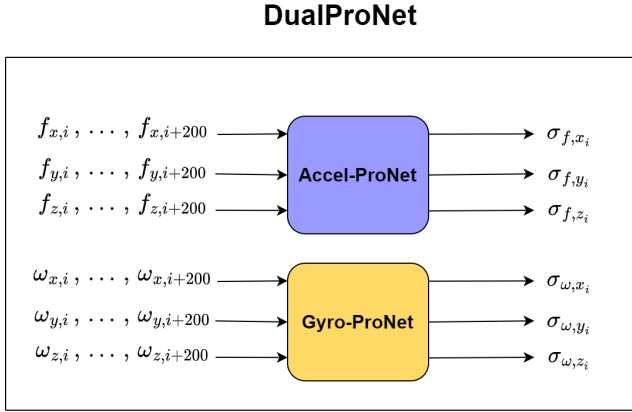 DualProNet
f_{x,i} , … , f_{x,i+200} Accel-ProNet σ_{f,x_i}
f_{y,i} , … , f_{y,i+200} σ_{f,y_i}
f_{z,i} , … , f_{z,i+200} σ_{f,z_i}
ω_{x,i} , … , ω_{x,i+200} Gyro-ProNet σ_{ω,x_i}
ω_{y,i} , … , ω_{y,i+200} σ_{ω,y_i}
ω_{z,i} , … , ω_{z,i+200} σ_{ω,z_i}